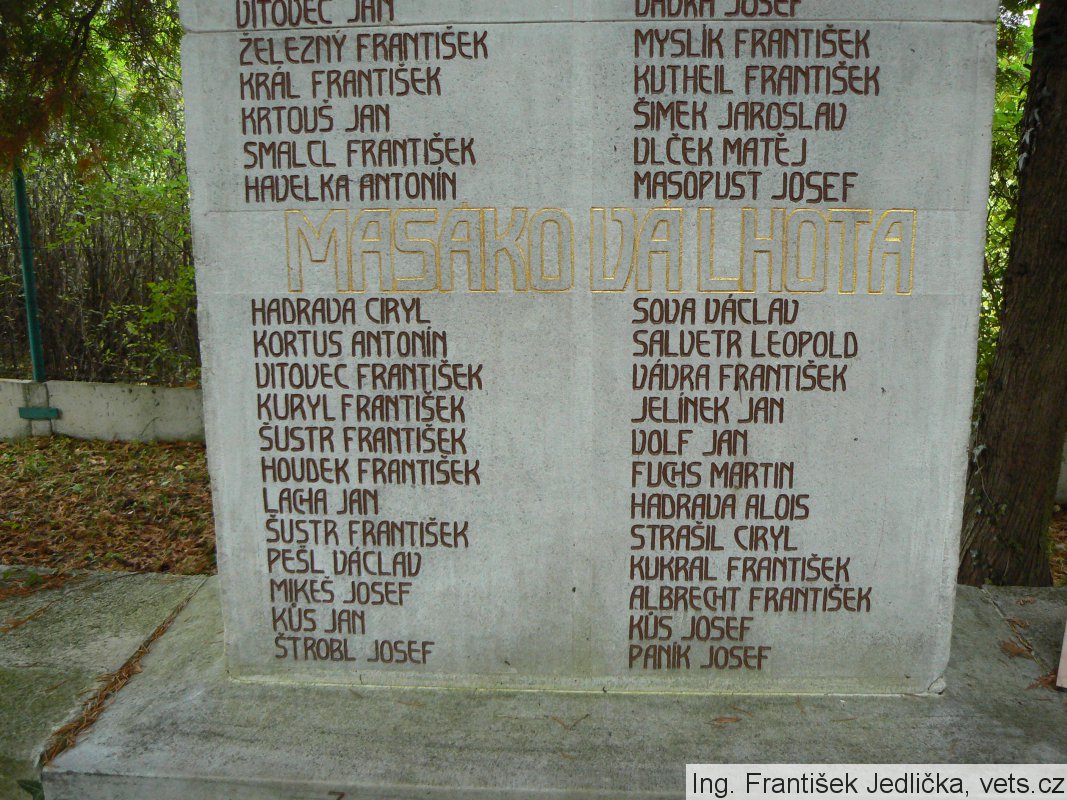 VITOVEC JAN
ŽELEZNÝ FRANTIŠEK
KRÁL FRANTIŠEK
KRTOUŠ JAN
SMALCL FRANTIŠEK
HAVELKA ANTONÍN
VÁVRA JOSEF
MYSLÍK FRANTIŠEK
KUTHEIL FRANTIŠEK
ŠIMEK JAROSLAV
VLČEK MATĚJ
MASOPUST JOSEF
MASÁKOVA LHOTA
HADRAVA CIRYL
KORTUS ANTONÍN
VITOVEC FRANTIŠEK
KURYL FRANTIŠEK
ŠUSTR FRANTIŠEK
HOUDEK FRANTIŠEK
LACHA JAN
ŠUSTR FRANTIŠEK
PEŠL VÁCLAV
MIKEŠ JOSEF
KŮS JAN
ŠTROBL JOSEF
SOVA VÁCLAV
SALVETR LEOPOLD
VÁVRA FRANTIŠEK
JELÍNEK JAN
VOLF JAN
FUCHS MARTIN
HADRAVA ALOIS
STRAŠIL CIRYL
KUKRAL FRANTIŠEK
ALBRECHT FRANTIŠEK
KŮS JOSEF
PANÍK JOSEF
Ing. František Jedlička, vets.cz